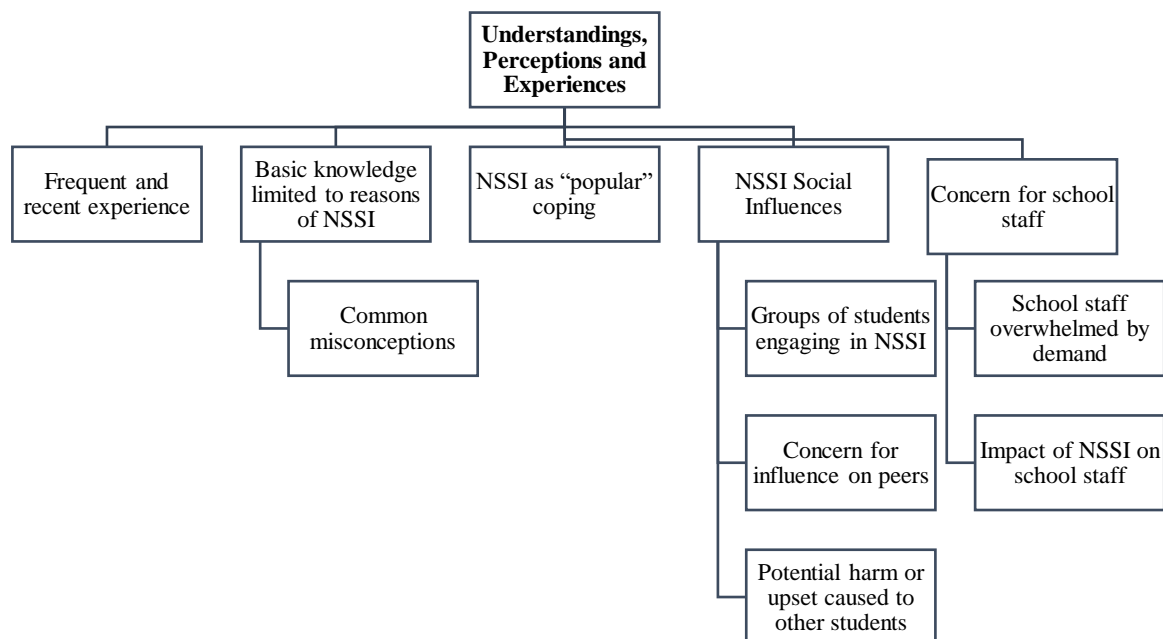 Understandings,
Perceptions and
Experiences
Frequent and
recent experience
Basic knowledge
limited to reasons
of NSSI
NSSI as “popular”
coping
NSSI Social
Influences
Concern for school
staff
Common
misconceptions
Groups of students
engaging in NSSI
Concern for
influence on peers
Potential harm or
upset caused to
other students
School staff
overwhelmed by
demand
Impact of NSSI on
school staff